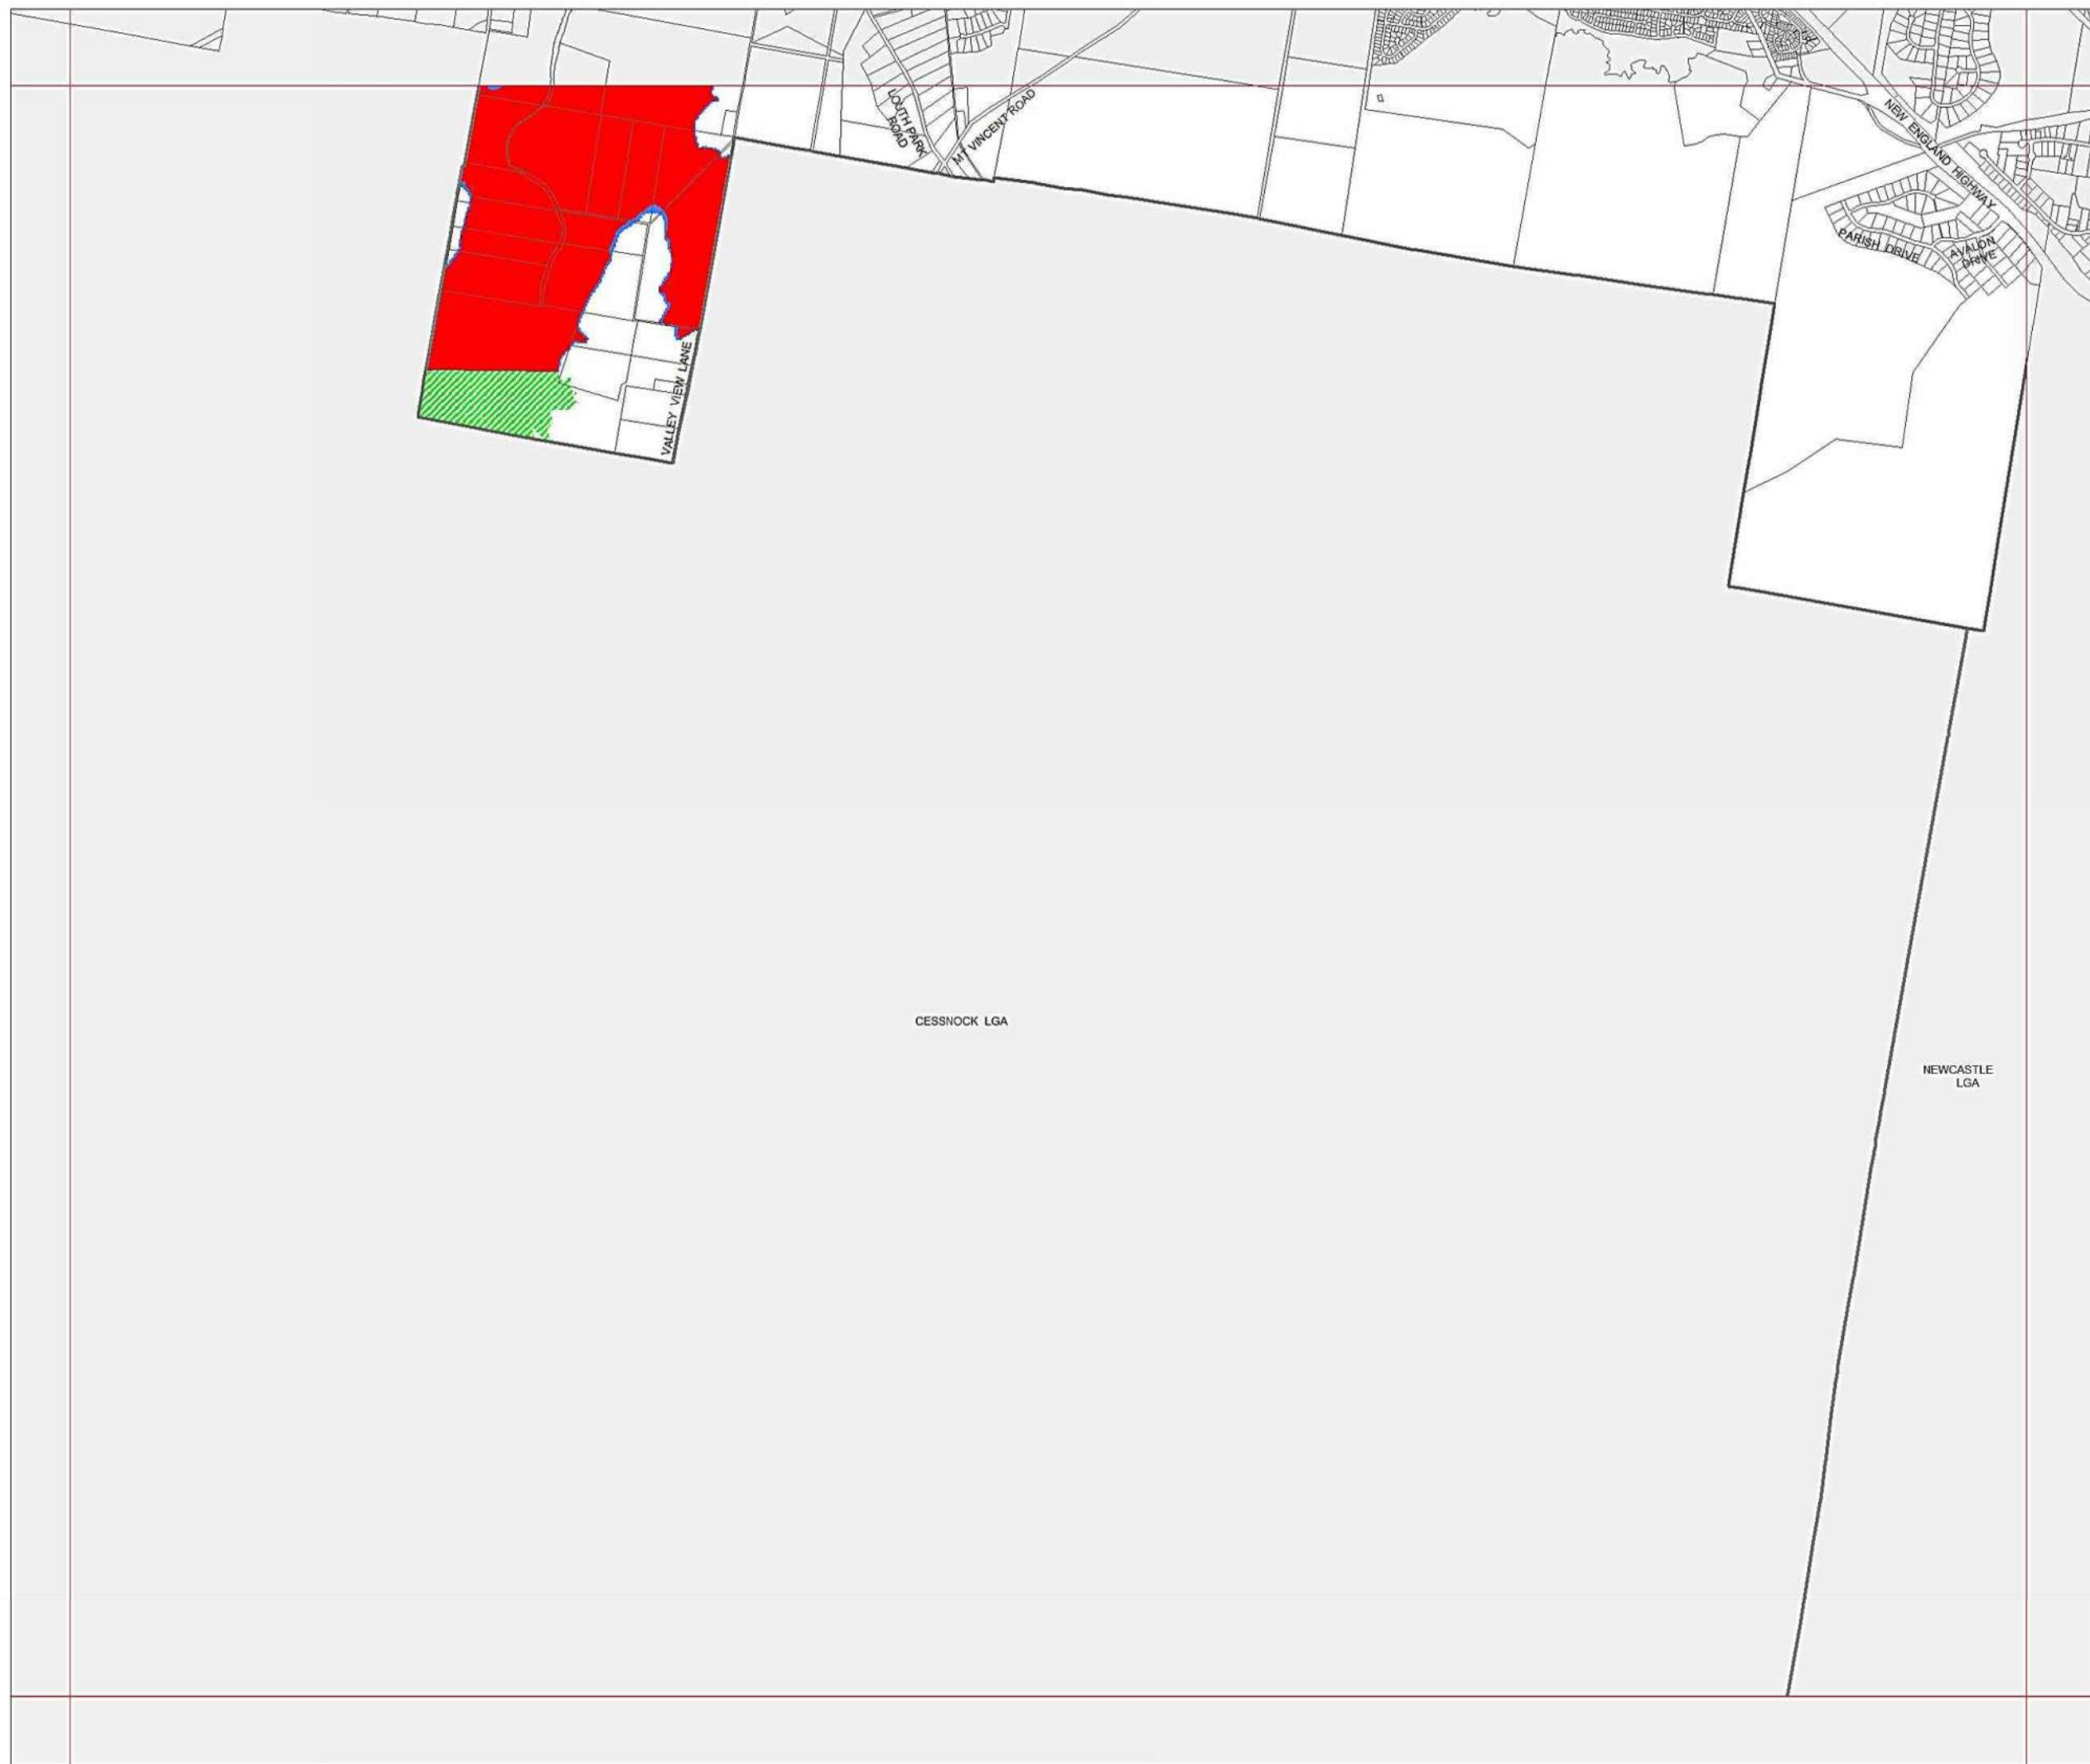 LOUTH PARK
ROAD
MT VINCENT ROAD
NEW ENGLAND HIGHWAY
PARISH DRIVE
AVALON
DRIVE
VALLEY VIEW LANE
CESSNOCK LGA
NEWCASTLE
LGA